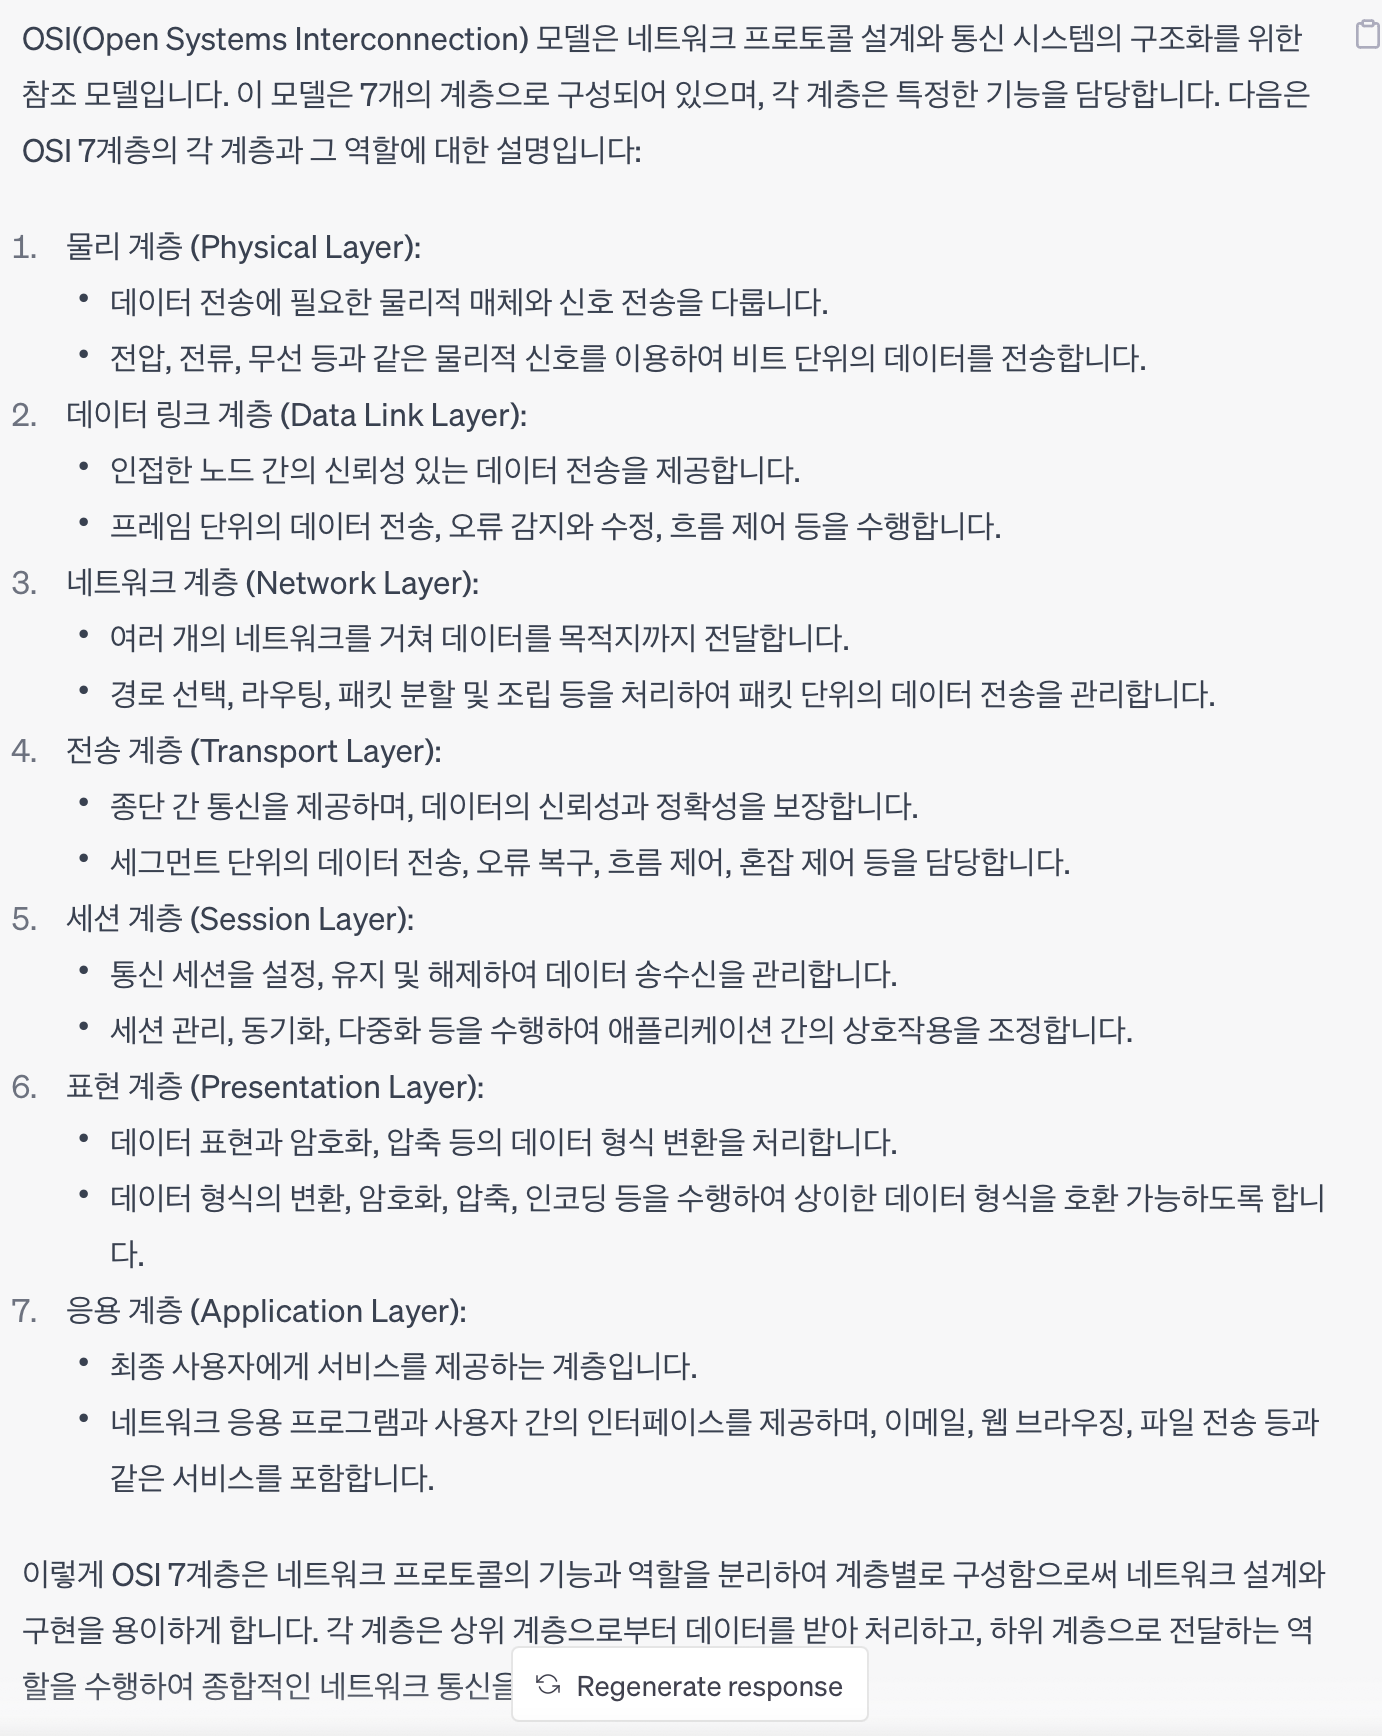 OSI(Open Systems Interconnection) 모델은 네트워크 프로토콜 설계와 통신 시스템의 구조화를 위한
참조 모델입니다. 이 모델은 7개의 계층으로 구성되어 있으며, 각 계층은 특정한 기능을 담당합니다. 다음은
OSI 7계층의 각 계층과 그 역할에 대한 설명입니다:
1. 물리 계층 (Physical Layer):
• 데이터 전송에 필요한 물리적 매체와 신호 전송을 다룹니다.
• 전압, 전류, 무선 등과 같은 물리적 신호를 이용하여 비트 단위의 데이터를 전송합니다.
2. 데이터 링크 계층 (Data Link Layer):
• 인접한 노드 간의 신뢰성 있는 데이터 전송을 제공합니다.
• 프레임 단위의 데이터 전송, 오류 감지와 수정, 흐름 제어 등을 수행합니다.
3. 네트워크 계층 (Network Layer):
• 여러 개의 네트워크를 거쳐 데이터를 목적지까지 전달합니다.
• 경로 선택, 라우팅, 패킷 분할 및 조립 등을 처리하여 패킷 단위의 데이터 전송을 관리합니다.
4. 전송 계층 (Transport Layer):
• 종단 간 통신을 제공하며, 데이터의 신뢰성과 정확성을 보장합니다.
• 세그먼트 단위의 데이터 전송, 오류 복구, 흐름 제어, 혼잡 제어 등을 담당합니다.
5. 세션 계층 (Session Layer):
• 통신 세션을 설정, 유지 및 해제하여 데이터 송수신을 관리합니다.
• 세션 관리, 동기화, 다중화 등을 수행하여 애플리케이션 간의 상호작용을 조정합니다.
6. 표현 계층 (Presentation Layer):
• 데이터 표현과 암호화, 압축 등의 데이터 형식 변환을 처리합니다.
• 데이터 형식의 변환, 암호화, 압축, 인코딩 등을 수행하여 상이한 데이터 형식을 호환 가능하도록 합니
다.
7. 응용 계층 (Application Layer):
• 최종 사용자에게 서비스를 제공하는 계층입니다.
• 네트워크 응용 프로그램과 사용자 간의 인터페이스를 제공하며, 이메일, 웹 브라우징, 파일 전송 등과
같은 서비스를 포함합니다.
이렇게 OSI 7계층은 네트워크 프로토콜의 기능과 역할을 분리하여 계층별로 구성함으로써 네트워크 설계와
구현을 용이하게 합니다. 각 계층은 상위 계층으로부터 데이터를 받아 처리하고, 하위 계층으로 전달하는 역
할을 수행하여 종합적인 네트워크 통신을
Regenerate response